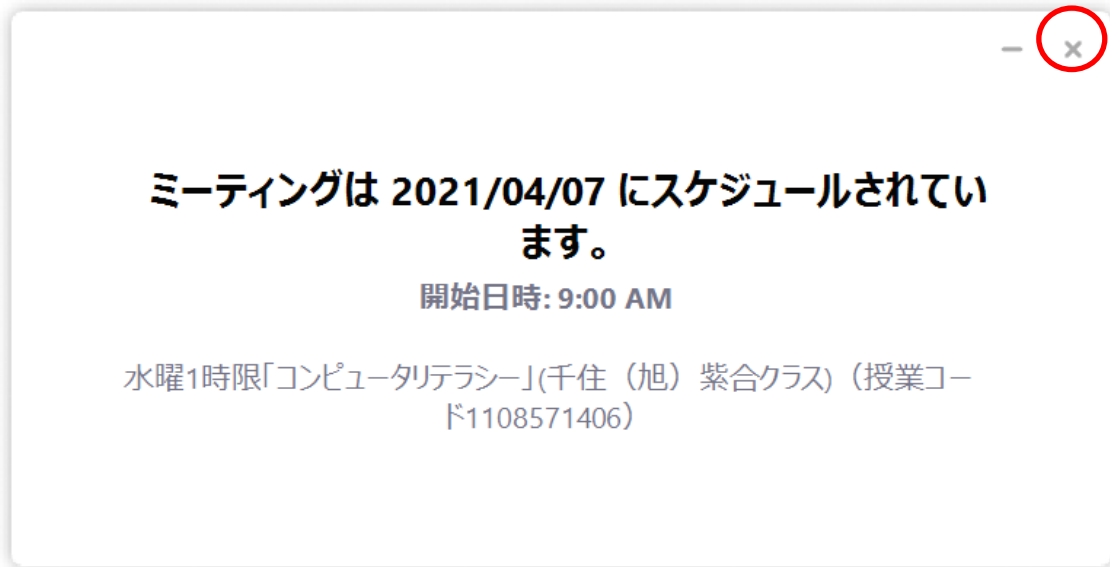 ミーティングは 2021/04/07 にスケジュールされてい
ます。
開始日時: 9:00 AM
水曜1時限「コンピュータリテラシー」(千住（旭）紫合クラス)（授業コー
ド1108571406）